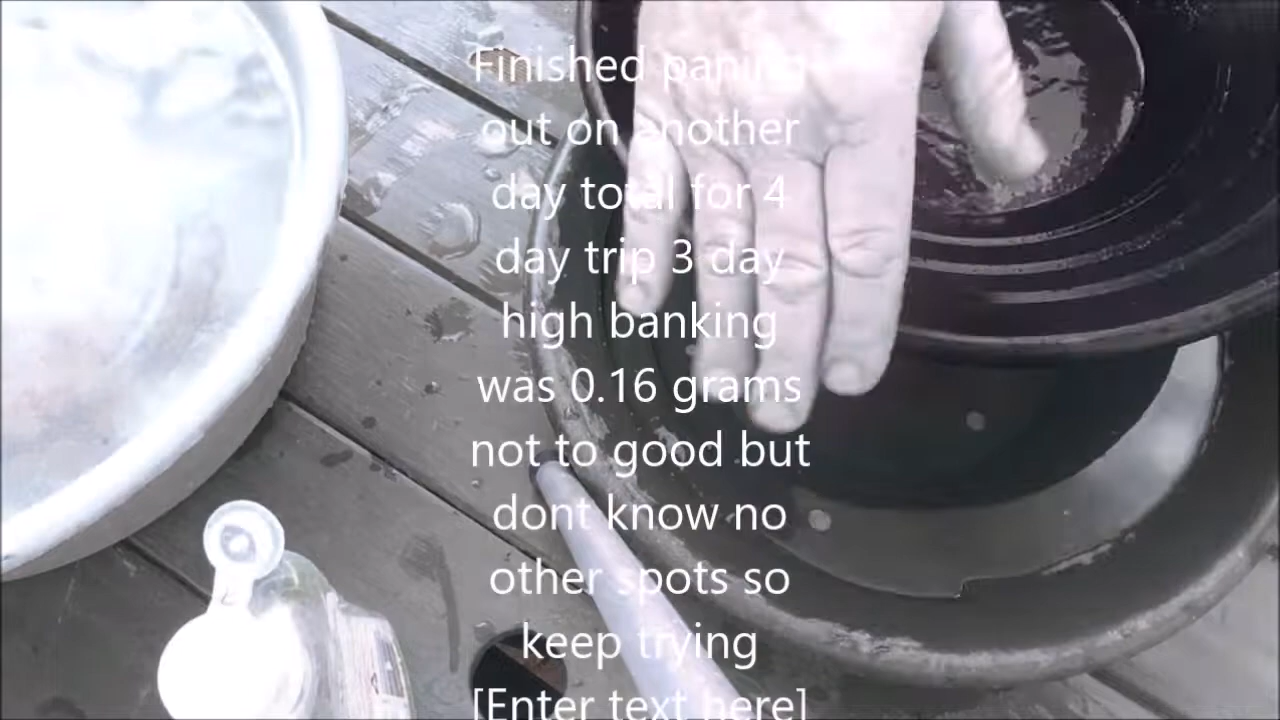 Finished paning
out on another
day total for 4
day trip 3 day
high banking
was 0.16 grams
not to good but
dont know no
other spots so
keep trying
[Enter text here]